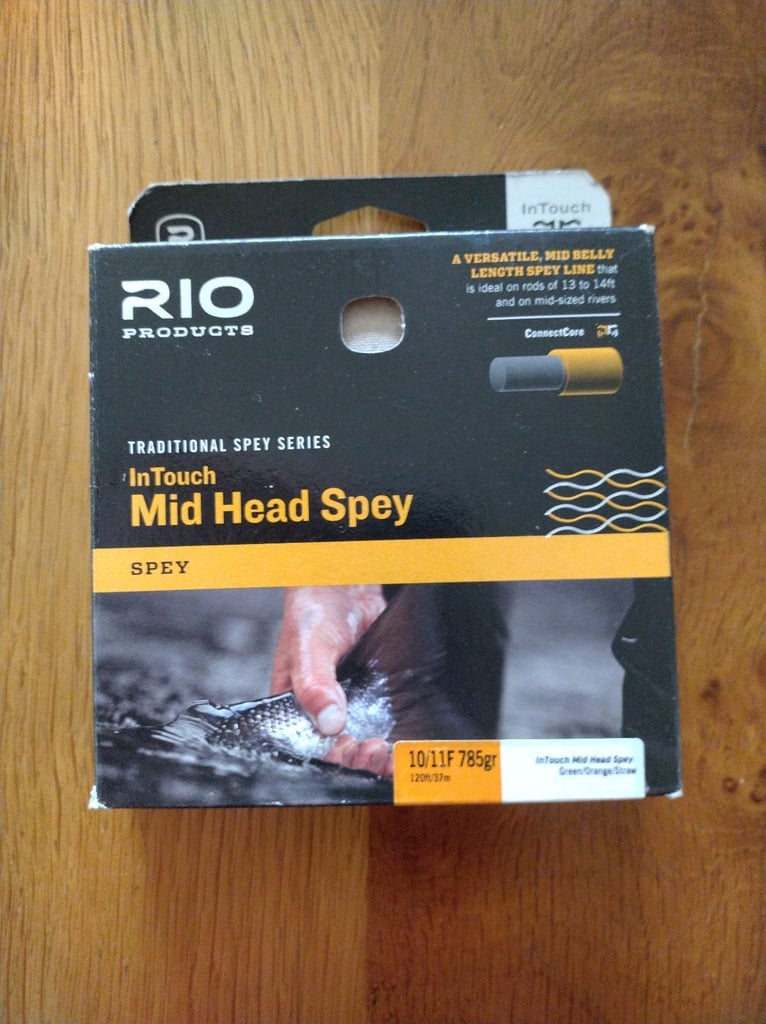 InTouch
RIO
PRODUCTS
A VERSATILE, MID BELLY
LENGTH SPEY LINE that
is ideal on rods of 13 to 14ft
and on mid-sized rivers
ConnectCore
TRADITIONAL SPEY SERIES
InTouch
Mid Head Spey
SPEY
10/11F 785gr
120ft/37m
InTouch Mid Head Spey
Green/Orange/Straw